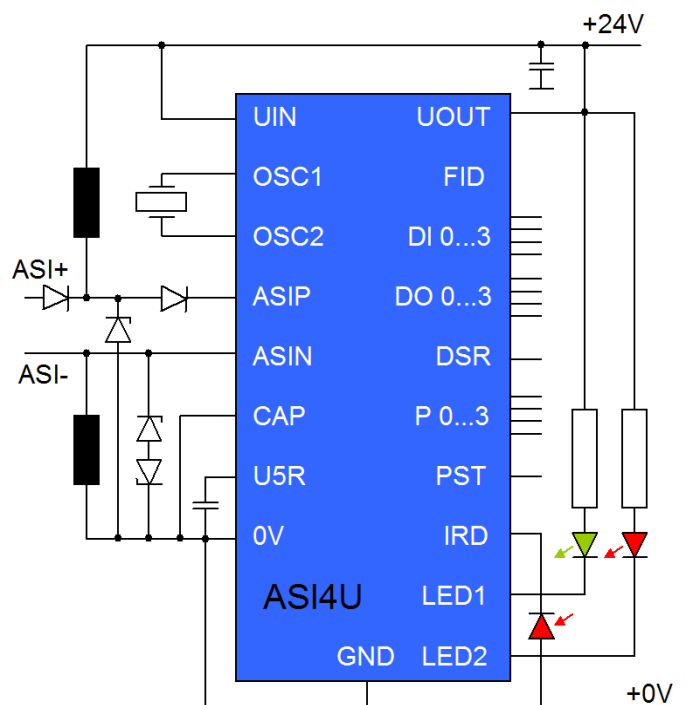 +24V
UIN UOUT
OSC1 FID
OSC2 DI 0...3
ASI+
ASIP DO 0...3
ASIN DSR
ASI-
CAP P 0...3
U5R PST
0V IRD
ASI4U LED1
GND LED2
+0V